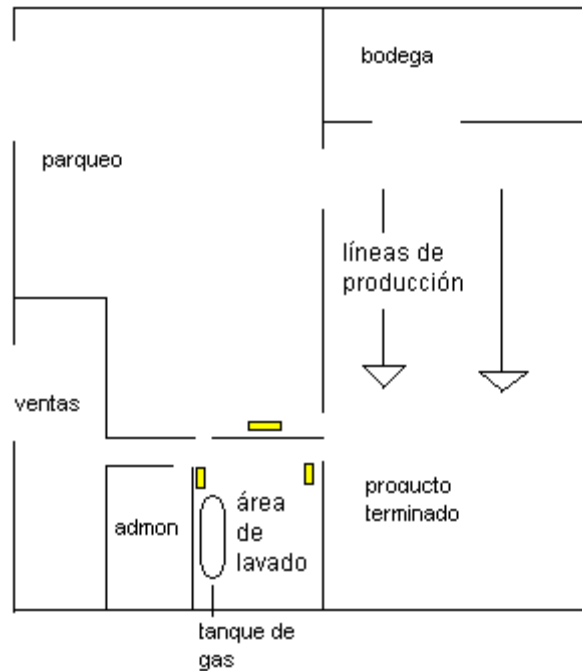 bodega
parqueo
líneas de
producción
ventas
producto
terminado
admon
área
de
lavado
tanque de
gas